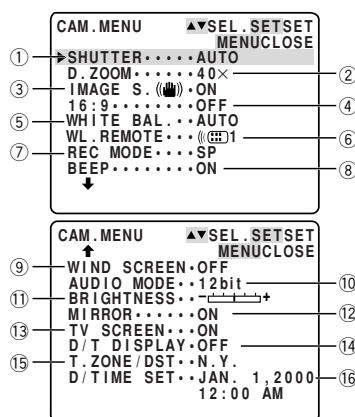 CAM.MENU ▲▼SEL.SETSET
MENUCLOSE
① ▶SHUTTER·····AUTO
D.ZOOM······40× ②
③ IMAGE S.(( )) ON
16:9········OFF ④
⑤ WHITE BAL.··AUTO
WL.REMOTE··· 1 ⑥
⑦ REC MODE····SP
BEEP········ON ⑧
⬇
CAM.MENU ▲▼SEL.SETSET
⬆ MENUCLOSE
⑨ WIND SCREEN·OFF
AUDIO MODE··12bit ⑩
⑪ BRIGHTNESS··– +
MIRROR······ON ⑫
⑬ TV SCREEN···ON
D/T DISPLAY·OFF ⑭
⑮ T.ZONE/DST··N.Y.
D/TIME SET··JAN. 1,2000 ⑯
12:00 AM